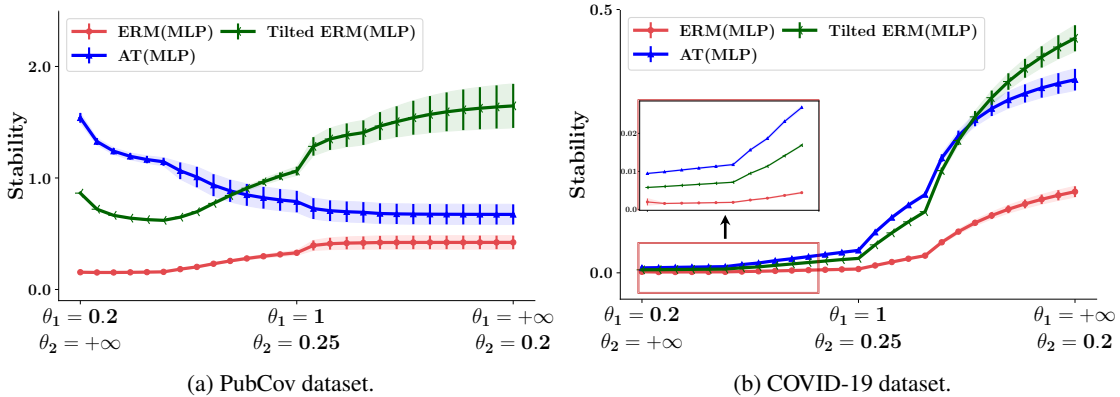 ERM(MLP) Tilted ERM(MLP)
AT(MLP)
Stability
2.0
1.0
0.0
θ1 = 0.2 θ1 = 1 θ1 = +∞
θ2 = +∞ θ2 = 0.25 θ2 = 0.2
(a) PubCov dataset.
ERM(MLP) Tilted ERM(MLP)
AT(MLP)
Stability
0.5
0.0
0.02
0.01
0.0
θ1 = 0.2 θ1 = 1 θ1 = +∞
θ2 = +∞ θ2 = 0.25 θ2 = 0.2
(b) COVID-19 dataset.